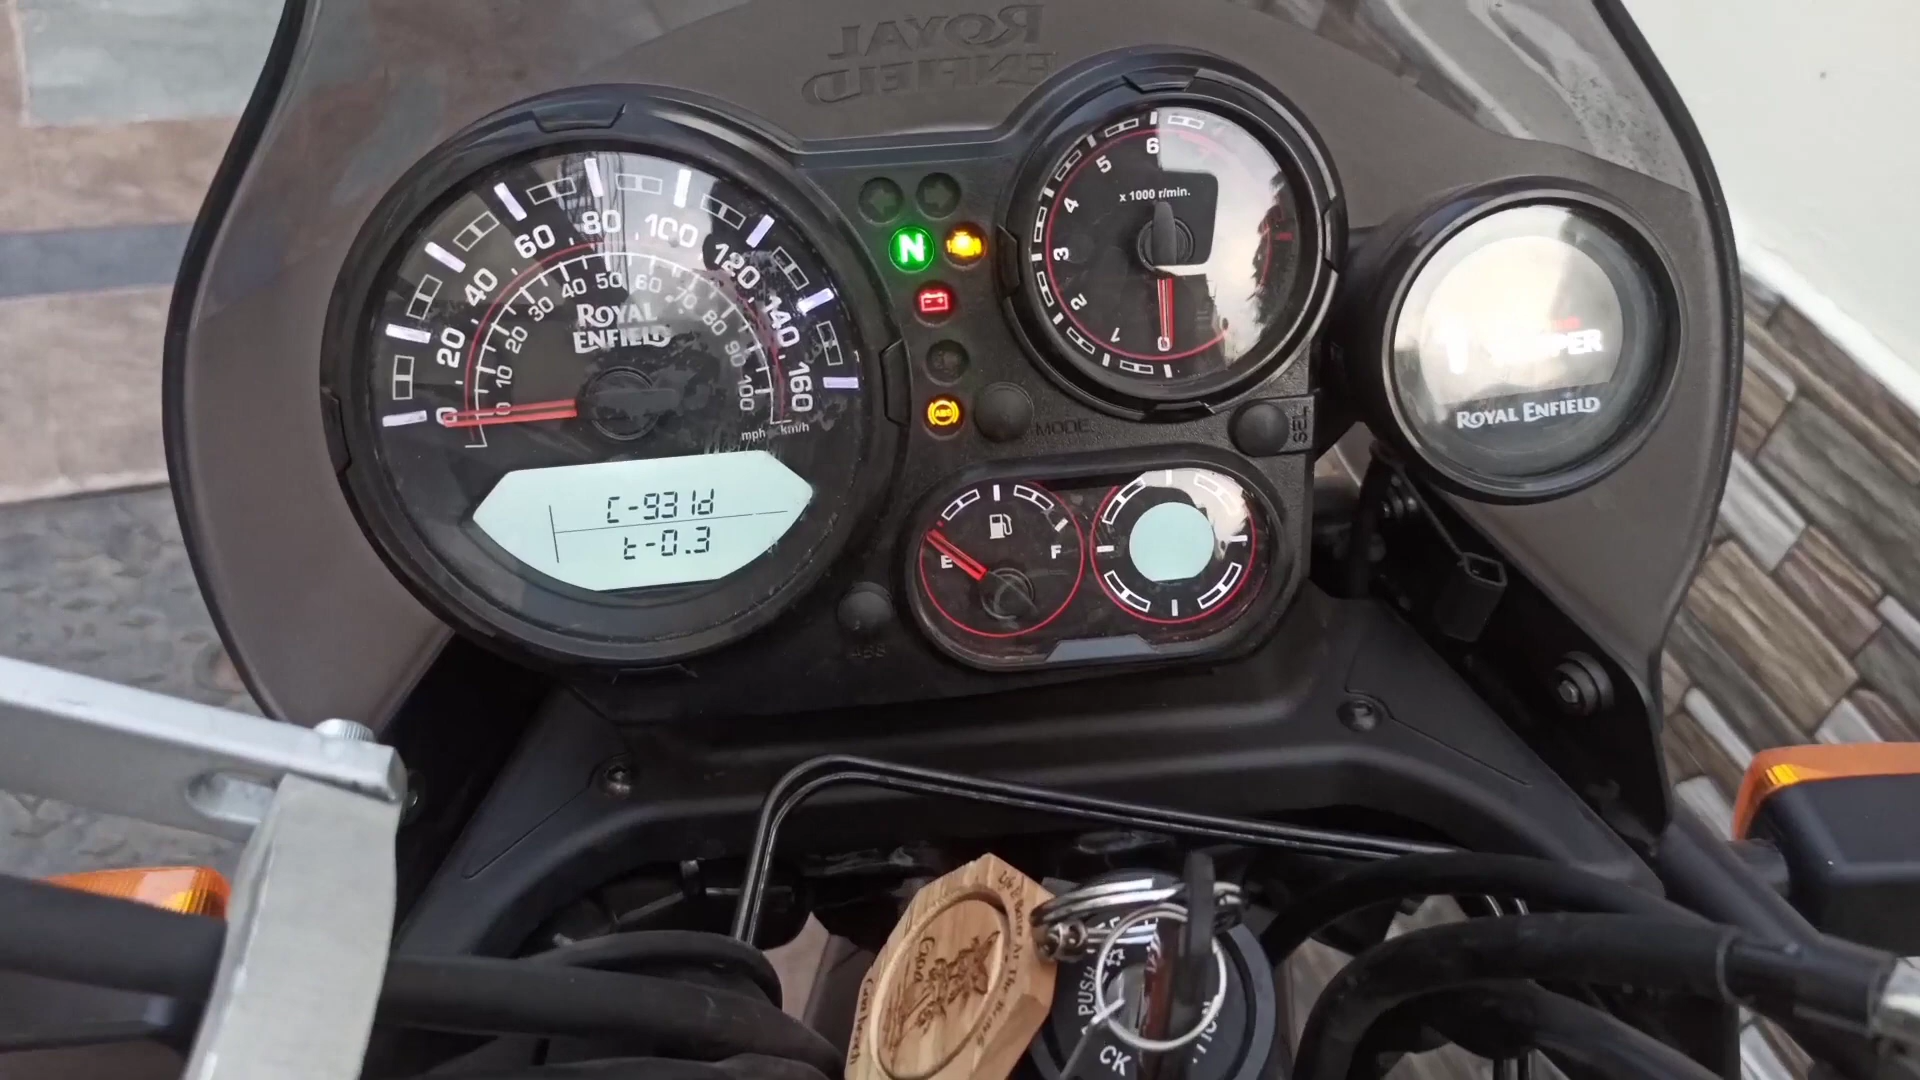 ROYAL
ENFIELD
0 20 40 60 80 100 120 140 160
0 10 20 30 40 50 60 70 80 90 100
ROYAL
ENFIELD
mph km/h
C-931d
t-0.3
N
ABS
MODE
SEL
ABS
0 1 2 3 4 5 6
x 1000 r/min.
E F
ROYAL ENFIELD
PUSH